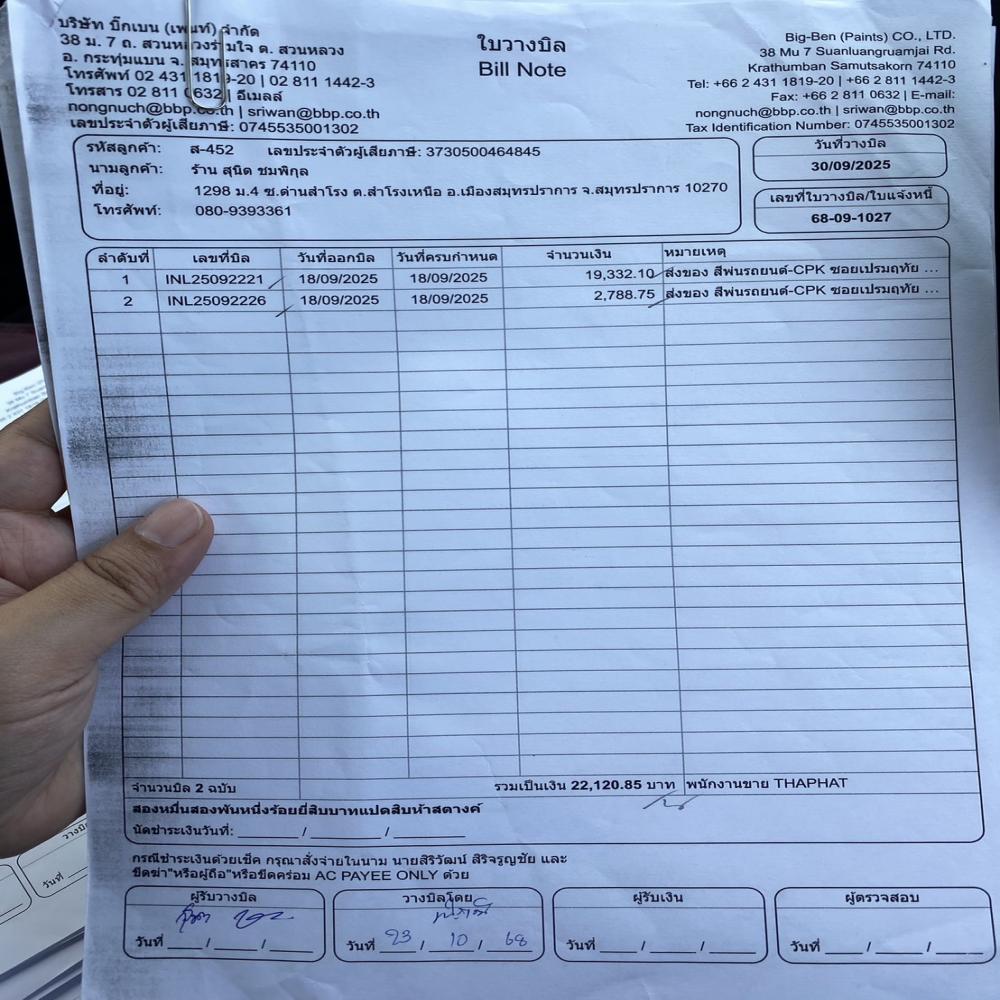 บริษัท บิ๊กเบน (เพนท์) จำกัด
38 ม. 7 ถ. สวนหลวงร่วมใจ ต. สวนหลวง
อ. กระทุ่มแบน จ. สมุทรสาคร 74110
โทรศัพท์ 02 431 1819-20 | 02 811 1442-3
โทรสาร 02 811 0632 | อีเมลล์
nongnuch@bbp.co.th | sriwan@bbp.co.th
เลขประจำตัวผู้เสียภาษี: 0745535001302
ใบวางบิล
Bill Note
Big-Ben (Paints) CO., LTD.
38 Mu 7 Suanluangruamjai Rd.
Krathumban Samutsakorn 74110
Tel: +66 2 431 1819-20 | +66 2 811 1442-3
Fax: +66 2 811 0632 | E-mail:
nongnuch@bbp.co.th | sriwan@bbp.co.th
Tax Identification Number: 0745535001302
รหัสลูกค้า: ส-452 เลขประจำตัวผู้เสียภาษี: 3730500464845
นามลูกค้า: ร้าน สุนิด ชมพิกุล
ที่อยู่: 1298 ม.4 ซ.ด่านสำโรง ต.สำโรงเหนือ อ.เมืองสมุทรปราการ จ.สมุทรปราการ 10270
โทรศัพท์: 080-9393361
วันที่วางบิล
30/09/2025
เลขที่ใบวางบิล/ใบแจ้งหนี้
68-09-1027
ลำดับที่ เลขที่บิล วันที่ออกบิล วันที่ครบกำหนด จำนวนเงิน หมายเหตุ
1 INL25092221 18/09/2025 18/09/2025 19,332.10 ส่งของ สีพ่นรถยนต์-CPK ซอยเปรมฤทัย ...
2 INL25092226 18/09/2025 18/09/2025 2,788.75 ส่งของ สีพ่นรถยนต์-CPK ซอยเปรมฤทัย ...
จำนวนบิล 2 ฉบับ รวมเป็นเงิน 22,120.85 บาท พนักงานขาย THAPHAT
สองหมื่นสองพันหนึ่งร้อยยี่สิบบาทแปดสิบห้าสตางค์
นัดชำระเงินวันที่: / /
กรณีชำระเงินด้วยเช็ค กรุณาสั่งจ่ายในนาม นายสิริวัฒน์ สิริจรูญชัย และ
ขีดฆ่า"หรือผู้ถือ"หรือขีดคร่อม AC PAYEE ONLY ด้วย
ผู้รับวางบิล วางบิลโดย ผู้รับเงิน ผู้ตรวจสอบ
วันที่ / / วันที่ 23 / 10 / 68 วันที่ / / วันที่ / /